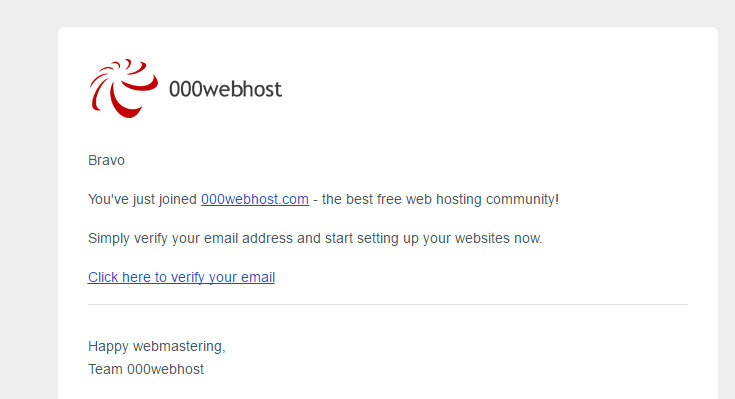 000webhost
Bravo
You've just joined 000webhost.com - the best free web hosting community!
Simply verify your email address and start setting up your websites now.
Click here to verify your email
Happy webmastering,
Team 000webhost